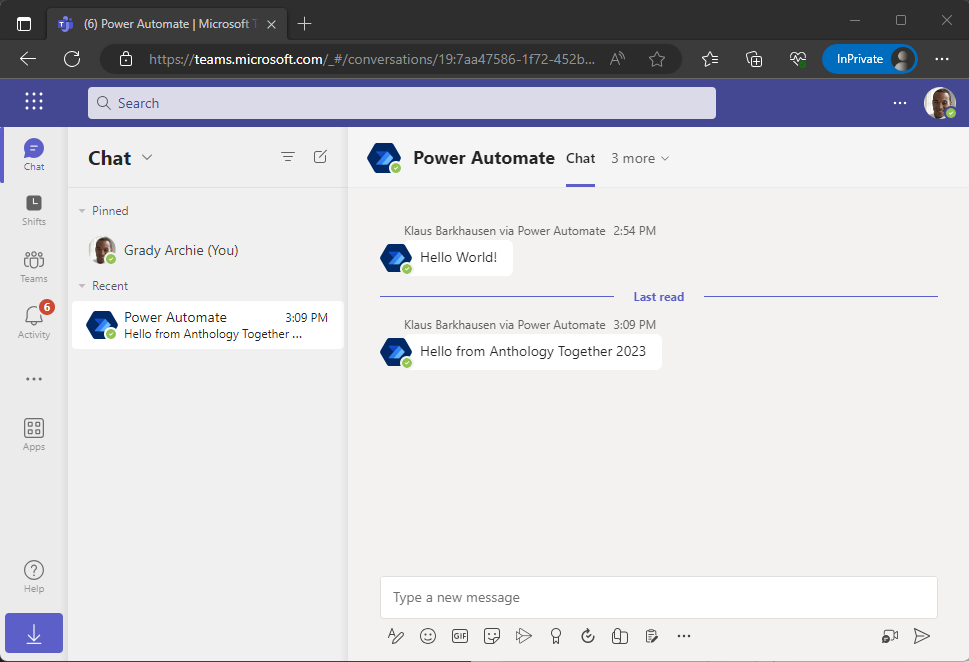 (6) Power Automate | Microsoft T
https://teams.microsoft.com/_#/conversations/19:7aa47586-1f72-452b...
InPrivate
Search
Chat
Shifts
Teams
6
Activity
Apps
Help
Chat
Pinned
Grady Archie (You)
Recent
Power Automate 3:09 PM
Hello from Anthology Together ...
Power Automate Chat 3 more
Klaus Barkhausen via Power Automate 2:54 PM
Hello World!
Last read
Klaus Barkhausen via Power Automate 3:09 PM
Hello from Anthology Together 2023
Type a new message
GIF